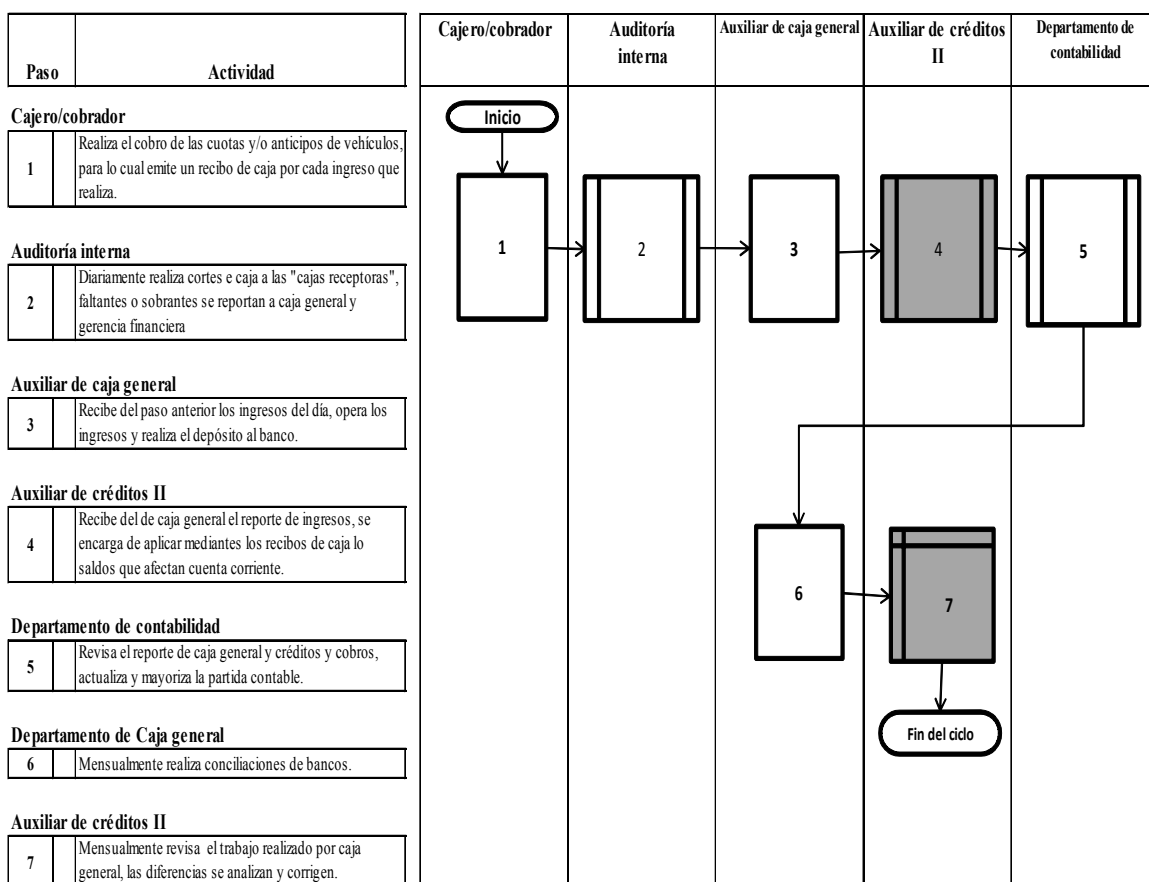 Paso Actividad
Cajero/cobrador
1 Realiza el cobro de las cuotas y/o anticipos de vehículos,
para lo cual emite un recibo de caja por cada ingreso que
realiza.
Auditoría interna
2 Diariamente realiza cortes e caja a las "cajas receptoras",
faltantes o sobrantes se reportan a caja general y
gerencia financiera
Auxiliar de caja general
3 Recibe del paso anterior los ingresos del día, opera los
ingresos y realiza el depósito al banco.
Auxiliar de créditos II
4 Recibe del de caja general el reporte de ingresos, se
encarga de aplicar mediantes los recibos de caja lo
saldos que afectan cuenta corriente.
Departamento de contabilidad
5 Revisa el reporte de caja general y créditos y cobros,
actualiza y mayoriza la partida contable.
Departamento de Caja general
6 Mensualmente realiza conciliaciones de bancos.
Auxiliar de créditos II
7 Mensualmente revisa el trabajo realizado por caja
general, las diferencias se analizan y corrigen.
Cajero/cobrador
Auditoría
interna
Auxiliar de caja general
Auxiliar de créditos
II
Departamento de
contabilidad
Inicio
1
2
3
4
5
6
7
Fin del ciclo